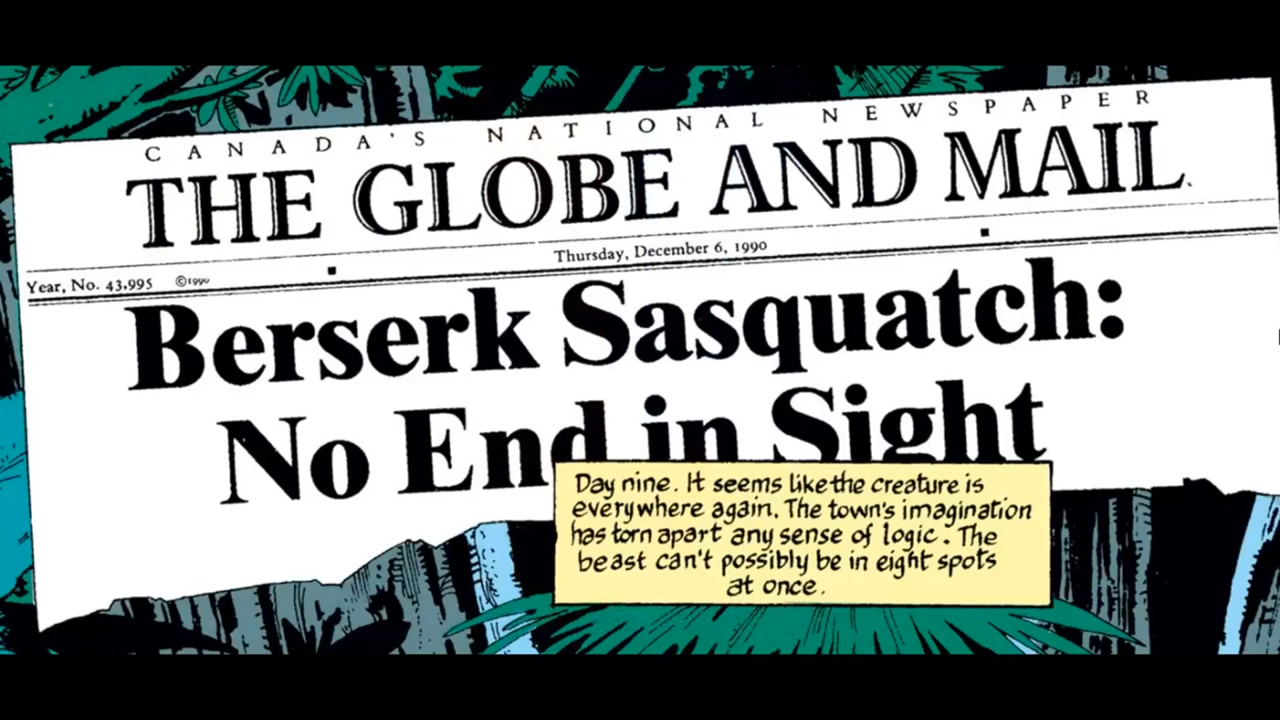 CANADA'S NATIONAL NEWSPAPER
THE GLOBE AND MAIL
Thursday, December 6, 1990
Year, No. 43,995 ©1990
Berserk Sasquatch:
No End in Sight
Day nine. It seems like the creature is
everywhere again. The town's imagination
has torn apart any sense of logic. The
beast can't possibly be in eight spots
at once.